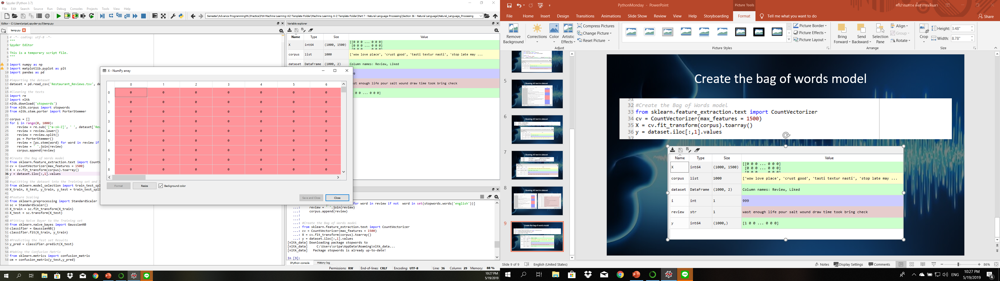 Spyder (Python 3.7)
File Edit Search Source Run Debug Consoles Projects Tools View Help
Semester\Advance ProgrammingML\Practice\P14-Machine-Learning-AZ-Template-Folder\Machine Learning A-Z Template Folder\Part 7 - Natural Language Processing\Section 36 - Natural Language\Natural_Language_Processing
Editor - C:\Users\sripa\.spyder-py3\temp.py
temp.py
1 # -*- coding: utf-8 -*-
2 """
3 Spyder Editor
4
5 This is a temporary script file.
6 """
7
8 import numpy as np
9 import matplotlib.pyplot as plt
10 import pandas as pd
11
12 #importing the dataset
13 dataset = pd.read_csv('Restaurant_Reviews.tsv', de
14
15 #Cleaning the texts
16 import re
17 import nltk
18 nltk.download('stopwords')
19 from nltk.corpus import stopwords
20 from nltk.stem.porter import PorterStemmer
21
22 corpus = []
23 for i in range(0, 1000):
24 review = re.sub('[^a-zA-Z]', ' ', dataset['Rev
25 review = review.lower()
26 review = review.split()
27 ps = PorterStemmer()
28 review = [ps.stem(word) for word in review if
29 review = ' '.join(review)
30 corpus.append(review)
31
32 #Create the Bag of Words model
33 from sklearn.feature_extraction.text import CountV
34 cv = CountVectorizer(max_features = 1500)
35 X = cv.fit_transform(corpus).toarray()
36 y = dataset.iloc[:,1].values
37
38 #splitting the dataset into the Training set and T
39 from sklearn.model_selection import train_test_spl
40 X_train, X_test, y_train, y_test = train_test_spli
41
42 #Feature Scaling
43 from sklearn.preprocessing import StandardScaler
44 sc = StandardScaler()
45 X_train = sc.fit_transform(X_train)
46 X_test = sc.transform(X_test)
47
48 #Fitting Naive Bayer to the Training set
49 from sklearn.naive_bayes import GaussianNB
50 classifier = GaussianNB()
51 classifier.fit(X_train, y_train)
52
53 #Predicting the Test set Results
54 y_pred = classifier.predict(X_test)
55
56 #Making the Confusion Matrix
57 from sklearn.metrics import confusion_matrix
58 cm = confusion_matrix(y_test,y_pred)
Variable explorer
Name Type Size Value
X int64 (1000, 1500) [[0 0 0 ... 0 0 0]
[0 0 0 ... 0 0 0]
corpus list 1000 ['wow love place', 'crust good', 'tasti textur nasti', 'stop late may ...
dataset DataFrame (1000, 2) Column names: Review, Liked
99
ast enough life pour salt wound draw time took bring check
0 0 ... 0 0 0]
X - NumPy array
0 1 2 3 4 5 6
0 0 0 0 0 0 0 0
1 0 0 0 0 0 0 0
2 0 0 0 0 0 0 0
3 0 0 0 0 0 0 0
4 0 0 0 0 0 0 0
5 0 0 0 0 0 0 0
6 0 0 0 0 0 0 0
7 0 0 0 0 0 0 0
8 0 0 0 0 0 0 0
Format Resize Background color
Save and Close Close
for word in review if not word in set(stopwords.words('english'))]
...: review = ' '.join(review)
...: corpus.append(review)
...:
...:
...: #Create the Bag of Words model
...: from sklearn.feature_extraction.text import CountVectorizer
...: cv = CountVectorizer(max_features = 1500)
...: X = cv.fit_transform(corpus).toarray()
...: y = dataset.iloc[:,1].values
[nltk_data] Downloading package stopwords to
[nltk_data] C:\Users\sripa\AppData\Roaming\nltk_data...
[nltk_data] Package stopwords is already up-to-date!
In [3]:
IPython console History log
Permissions: RW End-of-lines: CRLF Encoding: UTF-8 Line: 36 Column: 29 Memory: 88 %
10:27 PM
5/19/2019
PythonMonday - PowerPoint
Picture Tools
File Home Insert Design Transitions Animations Slide Show Review View Help Storyboarding Format Tell me what you want to do
Share
Remove Background
Corrections
Color
Artistic Effects
Compress Pictures
Change Picture
Reset Picture
Adjust
Picture Styles
Picture Border
Picture Effects
Picture Layout
Bring Forward
Send Backward
Selection Pane
Align
Group
Rotate
Arrange
Crop
Height: 3.48"
Width: 8.78"
Size
5
Cleaning All text in dataset
6
Cleaning All text in dataset
7
Cleaning All text in dataset
8
Cleaning All text in dataset
9
Create the bag of words model
Create the bag of words model
31
32 #Create the Bag of Words model
33 from sklearn.feature_extraction.text import CountVectorizer
34 cv = CountVectorizer(max_features = 1500)
35 X = cv.fit_transform(corpus).toarray()
36 y = dataset.iloc[:,1].values
37
Name Type Size Value
X int64 (1000, 1500) [[0 0 0 ... 0 0 0]
[0 0 0 ... 0 0 0]
corpus list 1000 ['wow love place', 'crust good', 'tasti textur nasti', 'stop late may ...
dataset DataFrame (1000, 2) Column names: Review, Liked
i int 1 999
review str 1 wast enough life pour salt wound draw time took bring check
y int64 (1000,) [1 0 0 ... 0 0 0]
Slide 9 of 9 English (United States)
Notes Display Settings Comments 86%
ENG
10:27 PM
5/19/2019
4